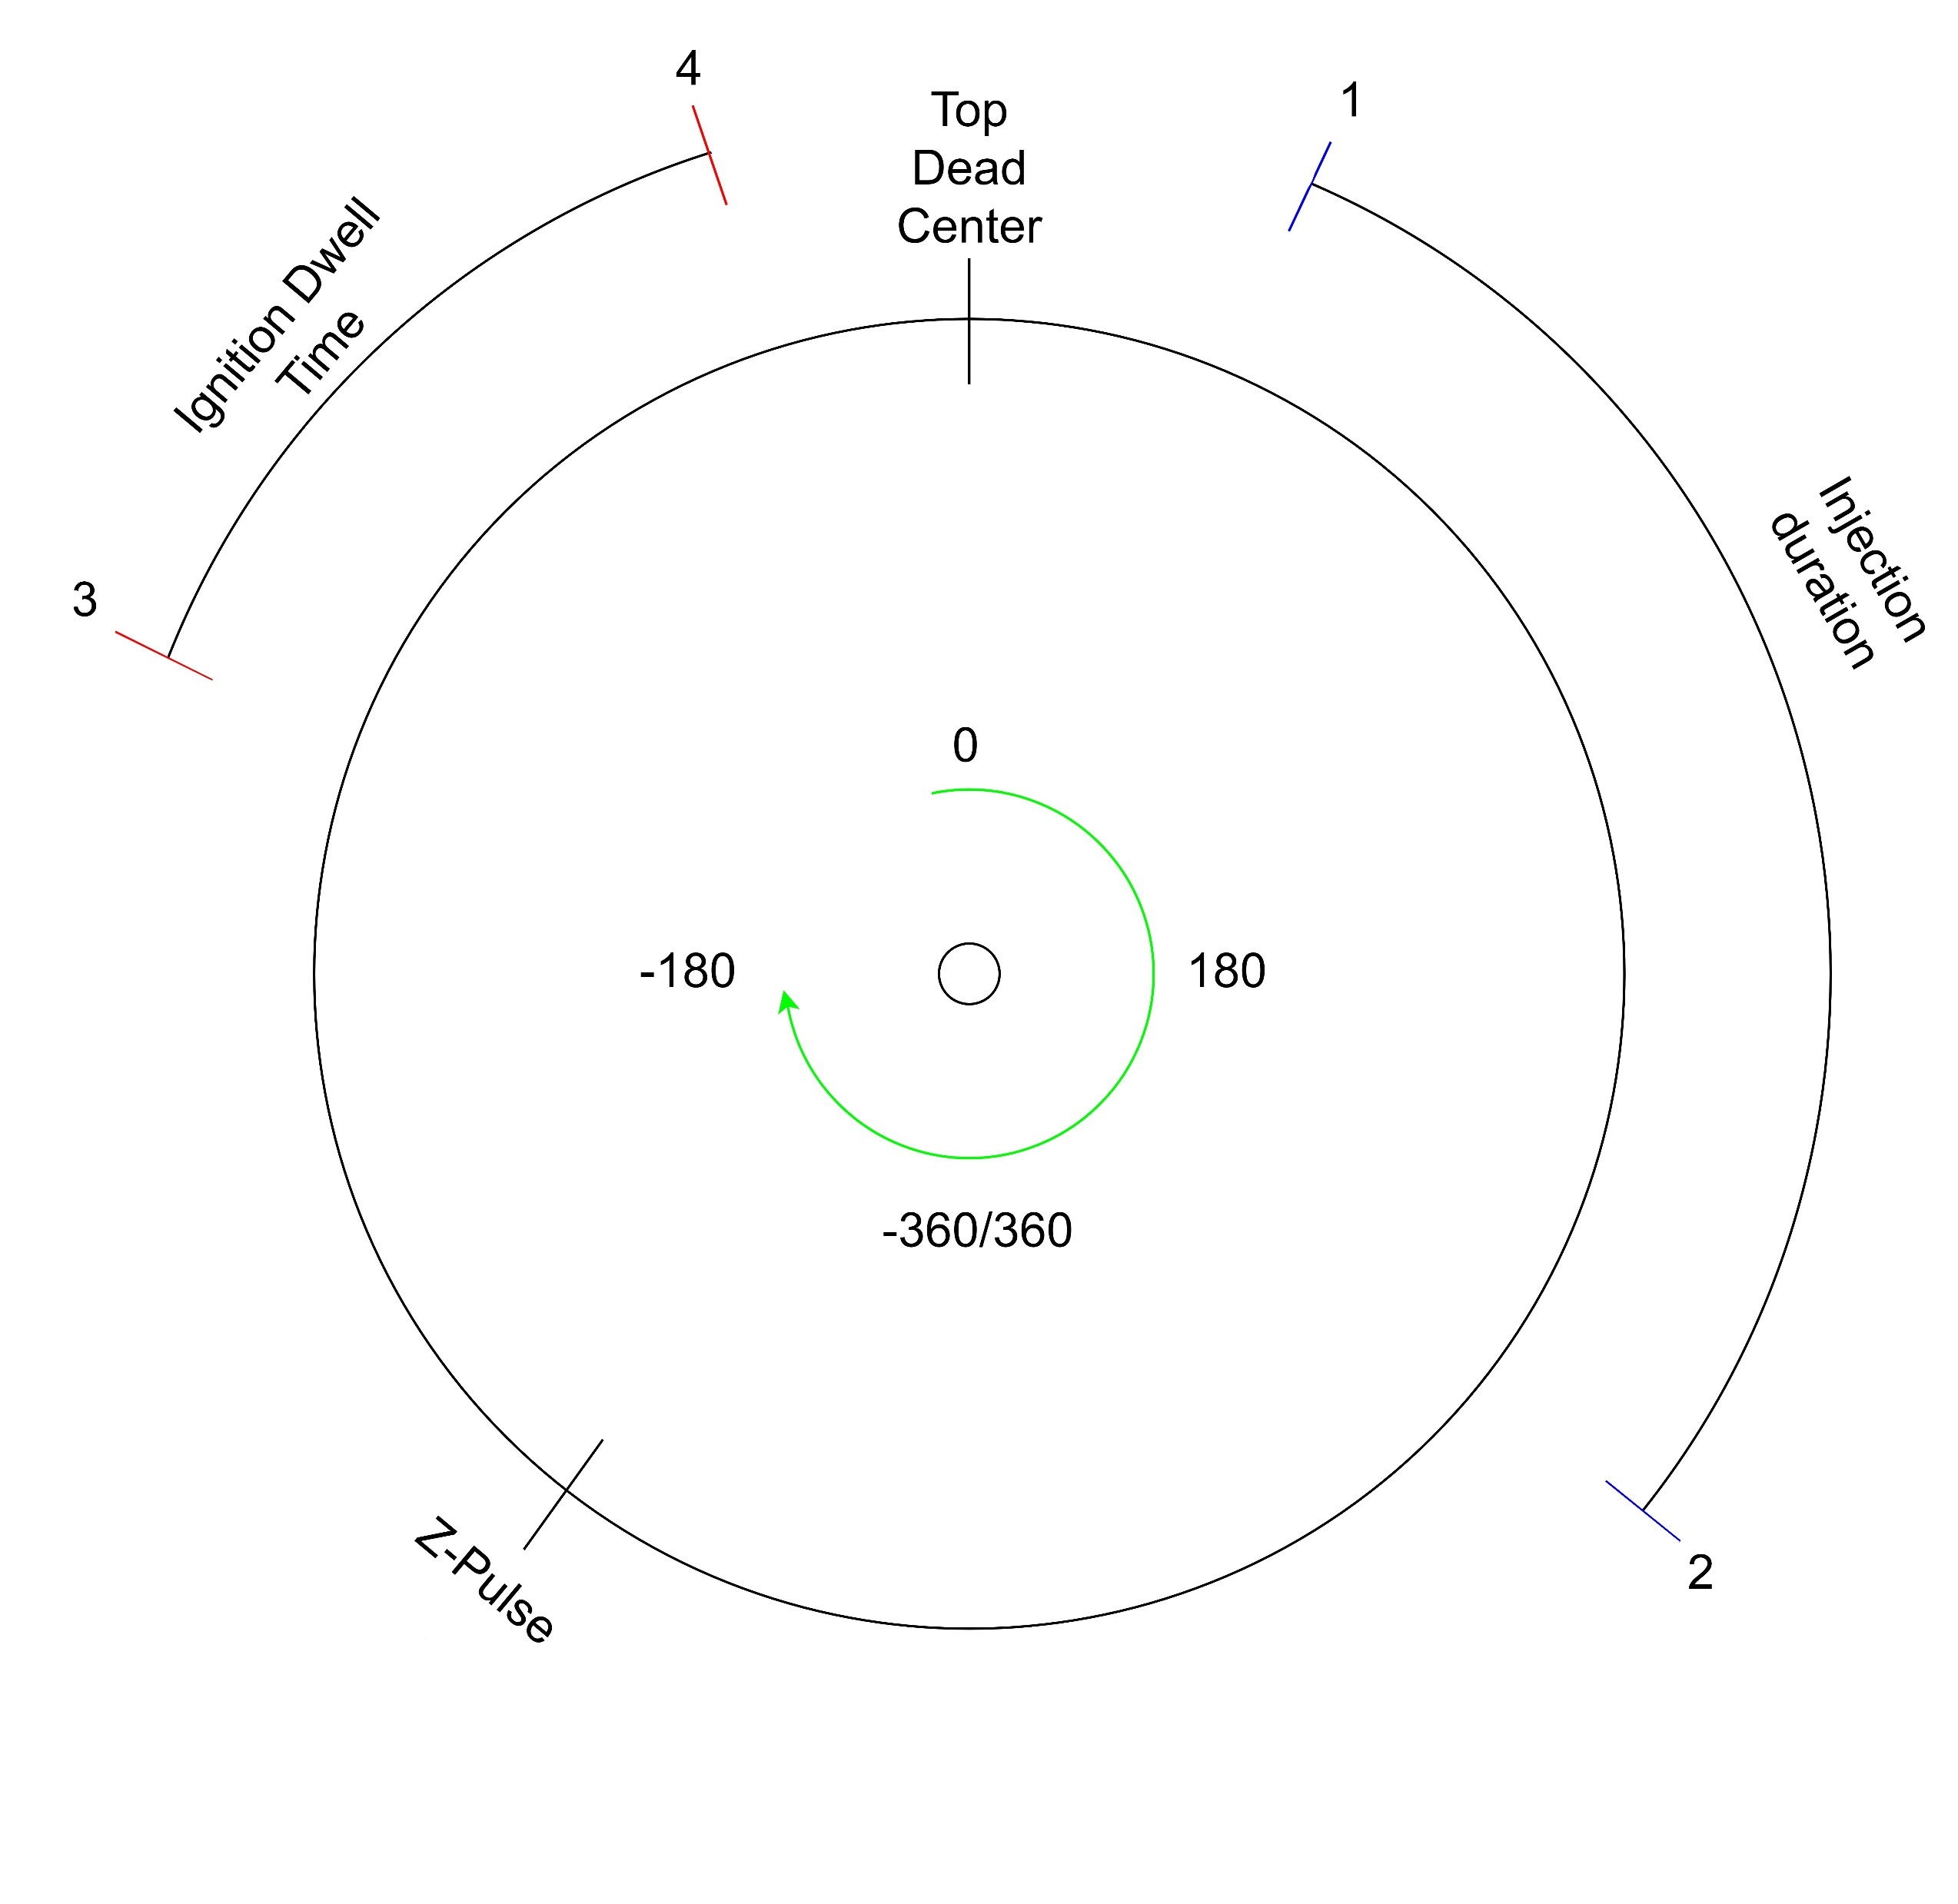 4
Top
Dead
Center
1
Ignition Dwell
Time
Injection
duration
3
0
-180
180
-360/360
Z-Pulse
2